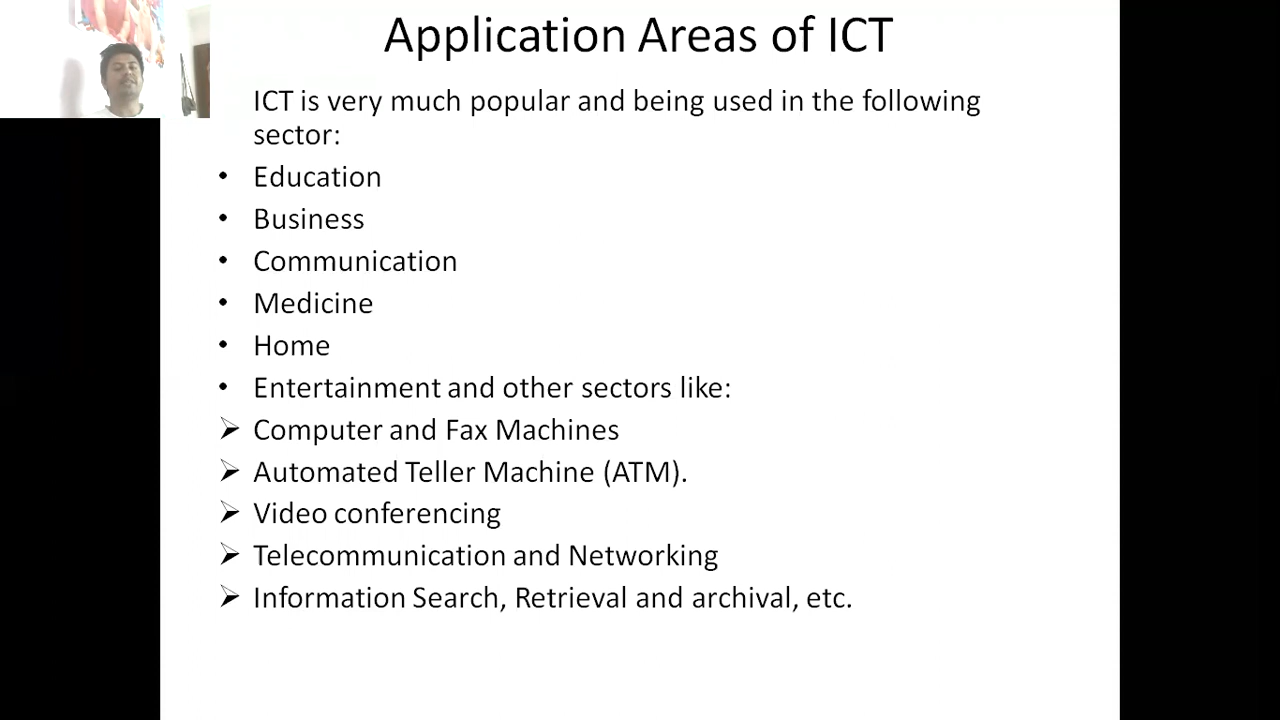 Application Areas of ICT
ICT is very much popular and being used in the following
sector:
• Education
• Business
• Communication
• Medicine
• Home
• Entertainment and other sectors like:
➢ Computer and Fax Machines
➢ Automated Teller Machine (ATM).
➢ Video conferencing
➢ Telecommunication and Networking
➢ Information Search, Retrieval and archival, etc.